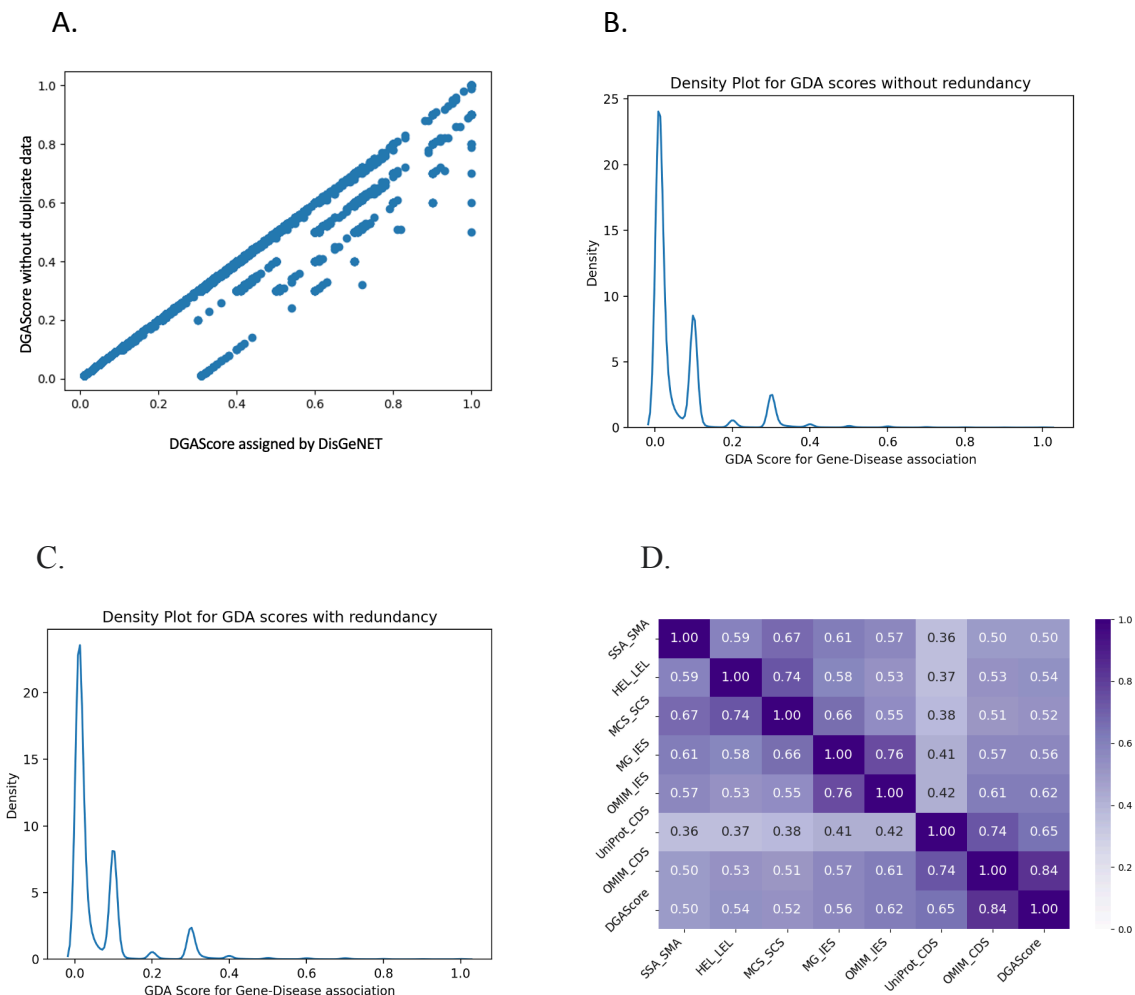 A.
DGAScore without duplicate data
1.0
0.8
0.6
0.4
0.2
0.0
0.0 0.2 0.4 0.6 0.8 1.0
DGAScore assigned by DisGeNET
B.
Density Plot for GDA scores without redundancy
Density
25
20
15
10
5
0
0.0 0.2 0.4 0.6 0.8 1.0
GDA Score for Gene-Disease association
C.
Density Plot for GDA scores with redundancy
Density
20
15
10
5
0
0.0 0.2 0.4 0.6 0.8 1.0
GDA Score for Gene-Disease association
D.
SSA_SMA 1.00 0.59 0.67 0.61 0.57 0.36 0.50 0.50
HEL_LEL 0.59 1.00 0.74 0.58 0.53 0.37 0.53 0.54
MCS_SCS 0.67 0.74 1.00 0.66 0.55 0.38 0.51 0.52
MG_IES 0.61 0.58 0.66 1.00 0.76 0.41 0.57 0.56
OMIM_IES 0.57 0.53 0.55 0.76 1.00 0.42 0.61 0.62
UniProt_CDS 0.36 0.37 0.38 0.41 0.42 1.00 0.74 0.65
OMIM_CDS 0.50 0.53 0.51 0.57 0.61 0.74 1.00 0.84
DGAScore 0.50 0.54 0.52 0.56 0.62 0.65 0.84 1.00
SSA_SMA HEL_LEL MCS_SCS MG_IES OMIM_IES UniProt_CDS OMIM_CDS DGAScore
1.0
0.8
0.6
0.4
0.2
0.0